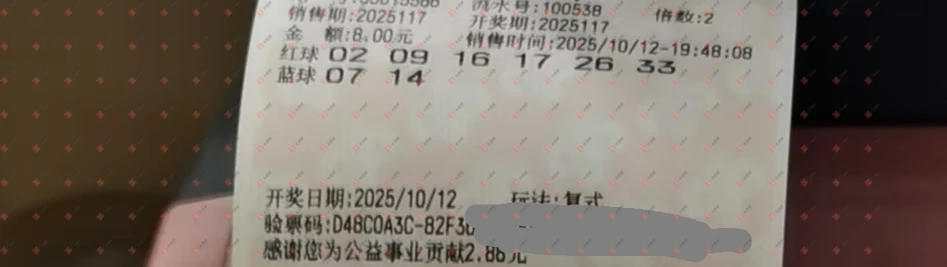 流水号:100538 倍数:2
销售期:2025117 开奖期:2025117
金 额:8.00元 销售时间:2025/10/12-19:48:08
红球 02 09 16 17 26 33
蓝球 07 14
开奖日期:2025/10/12 玩法:复式
验票码:D48C0A3C-82F3
感谢您为公益事业贡献2.86元